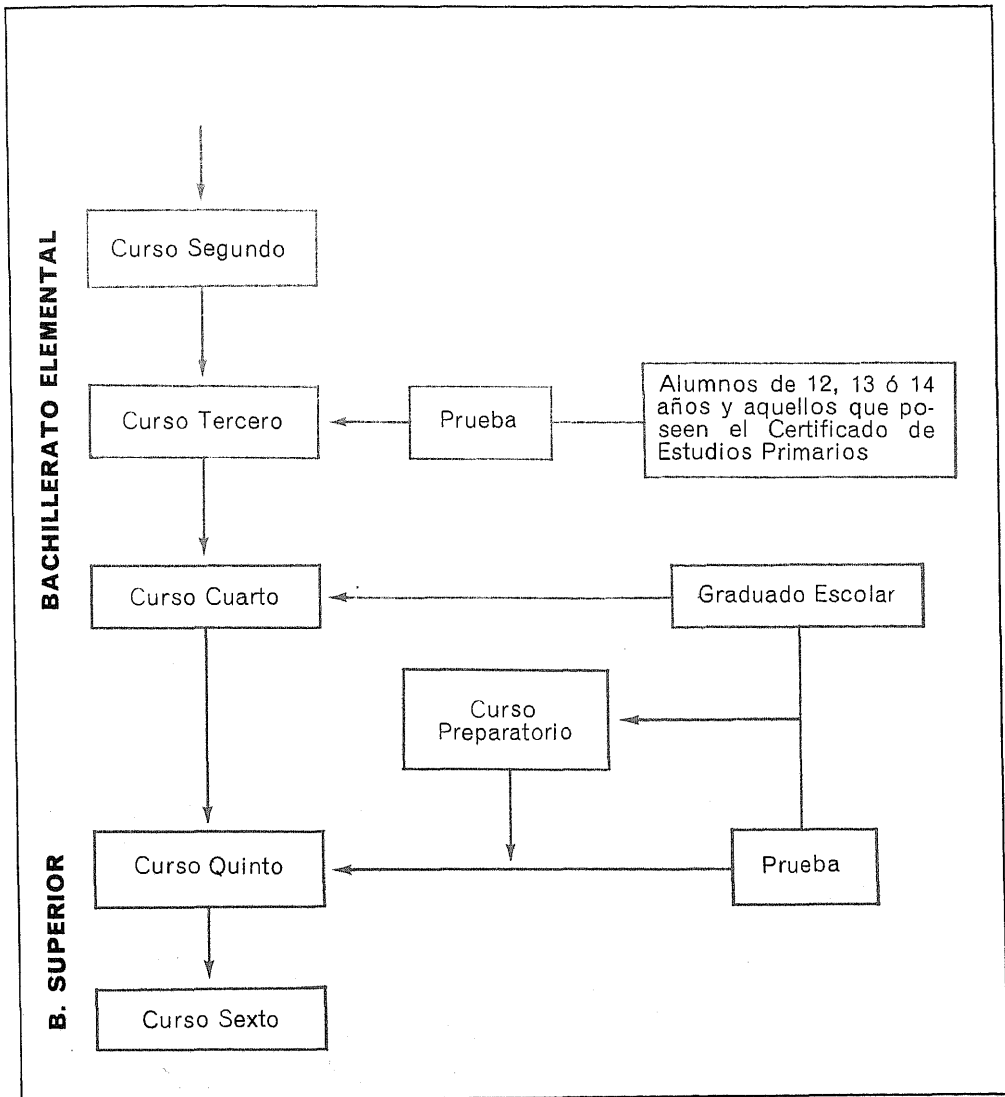 BACHILLERATO ELEMENTAL
Curso Segundo
Curso Tercero
Prueba
Alumnos de 12, 13 ó 14
años y aquellos que po-
seen el Certificado de
Estudios Primarios
Curso Cuarto
Graduado Escolar
Curso
Preparatorio
B. SUPERIOR
Curso Quinto
Prueba
Curso Sexto